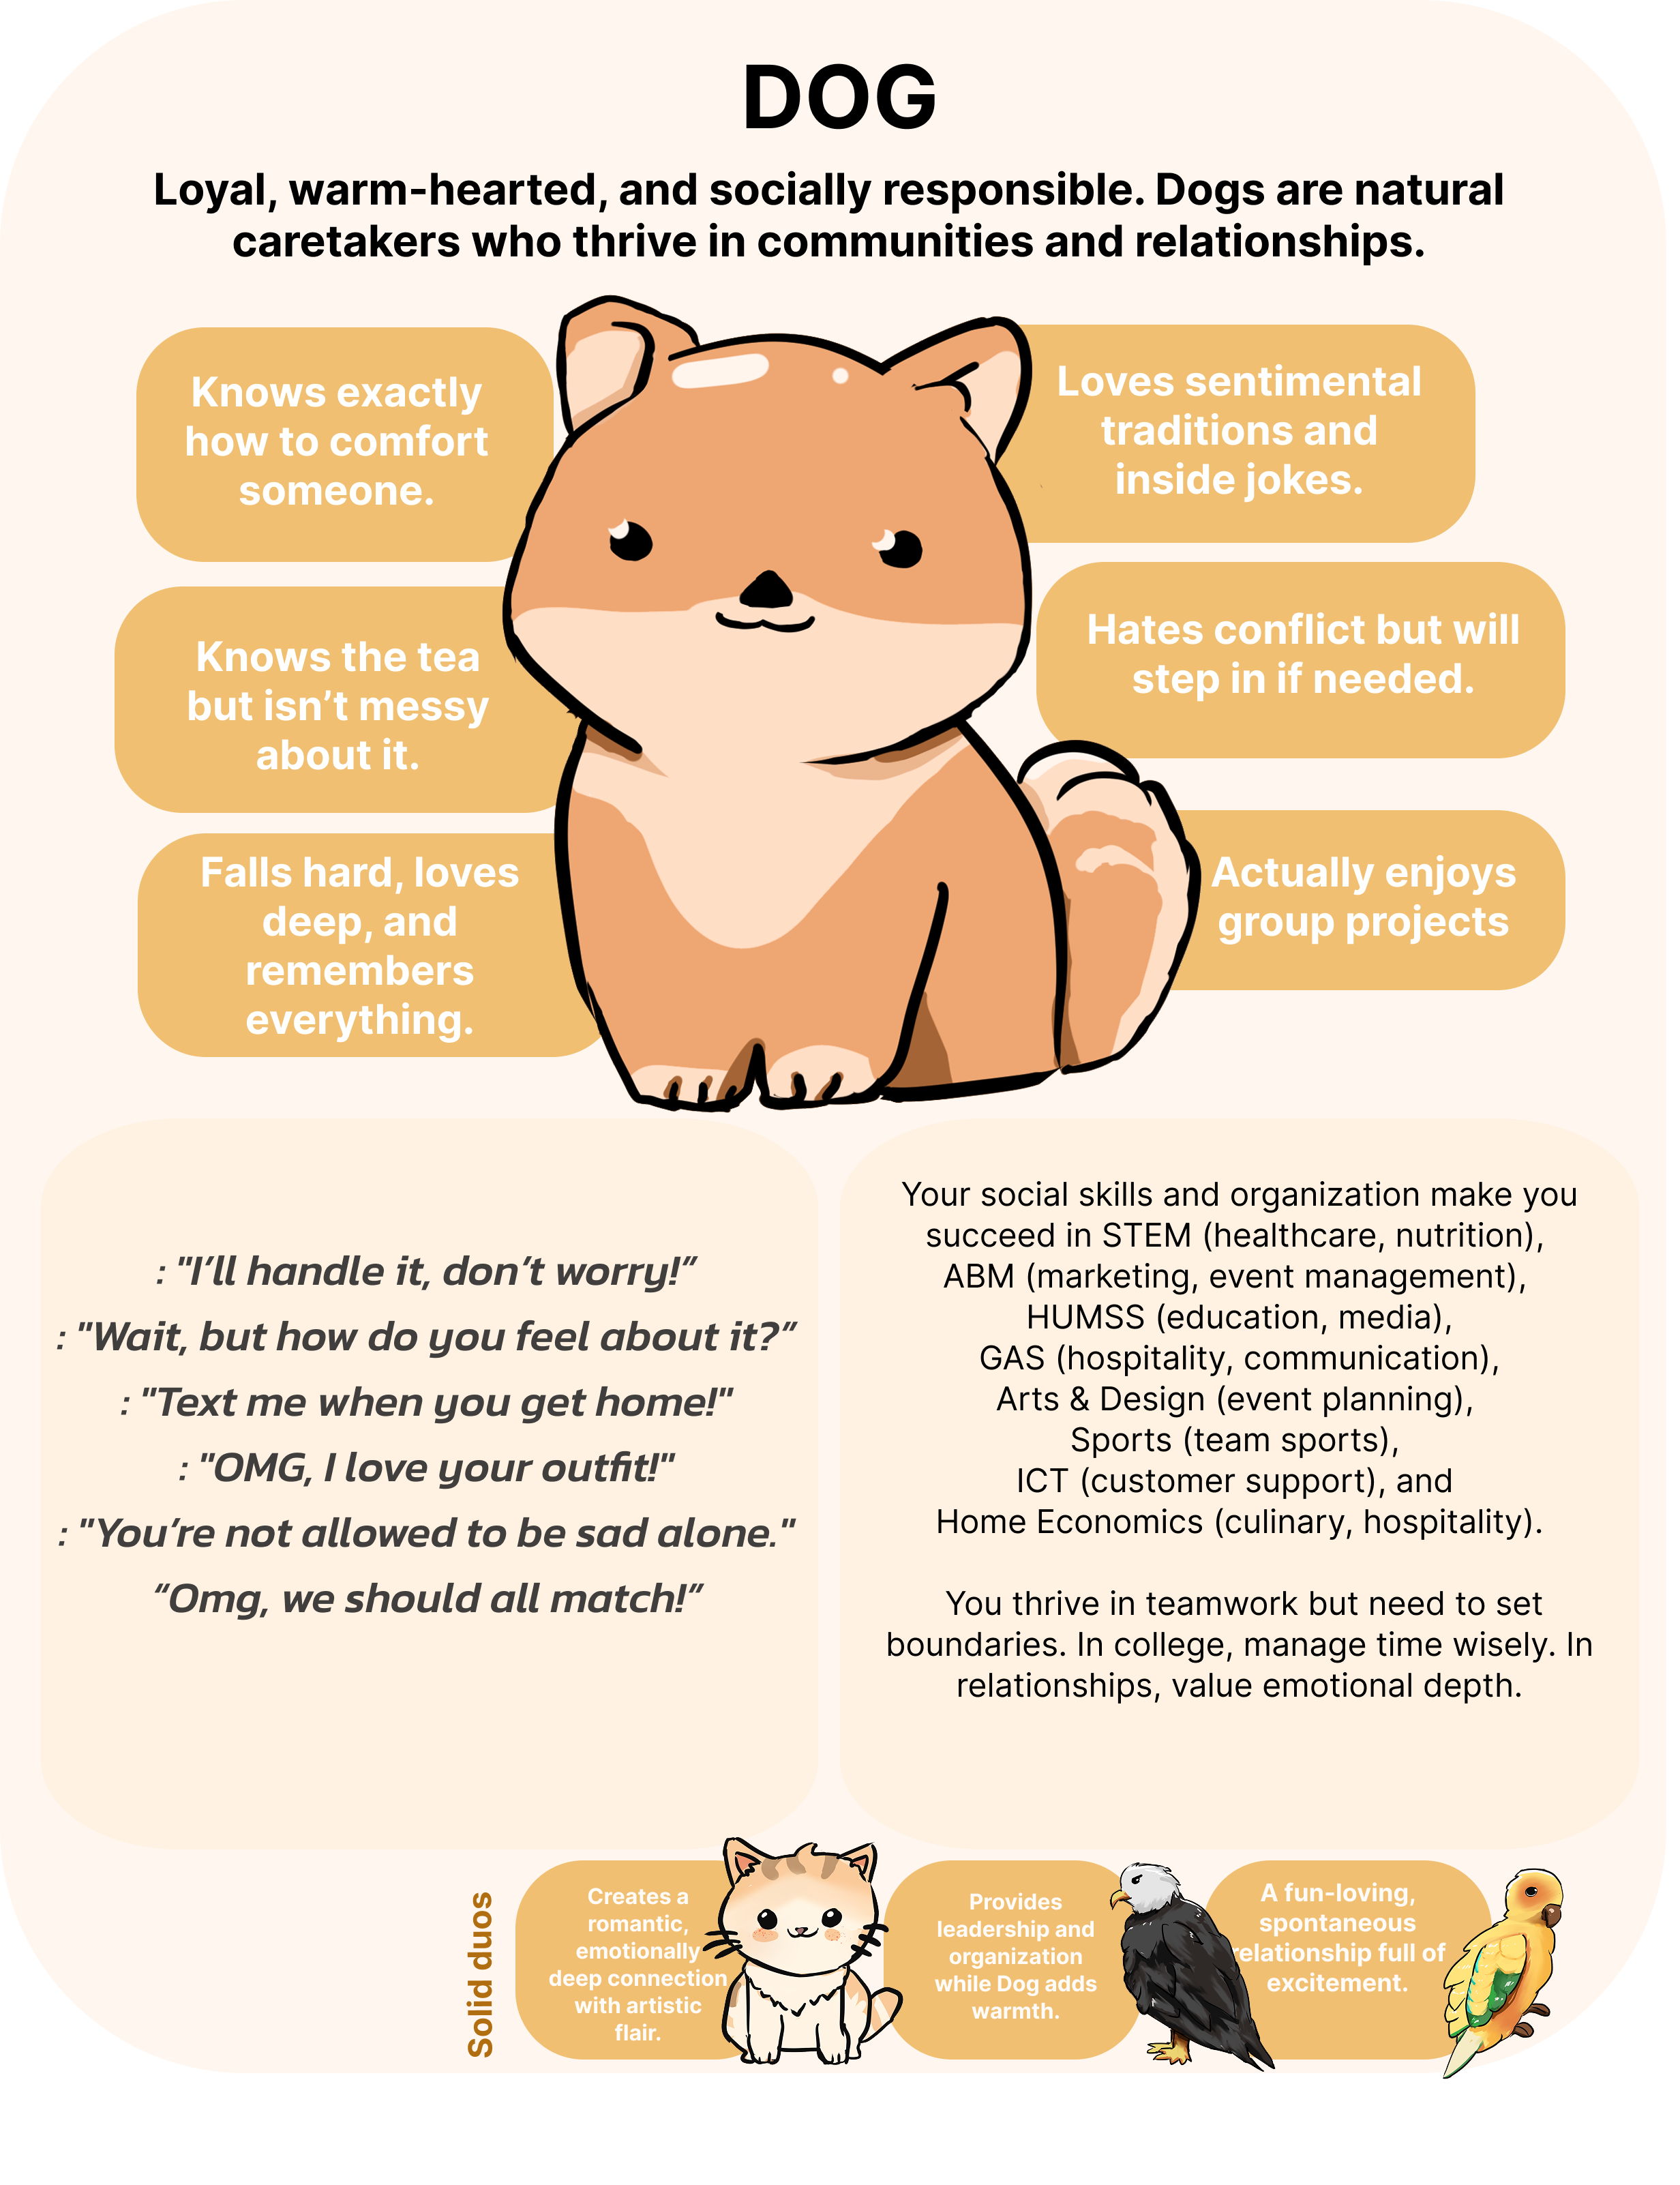 DOG
Loyal, warm-hearted, and socially responsible. Dogs are natural
caretakers who thrive in communities and relationships.
Knows exactly
how to comfort
someone.
Loves sentimental
traditions and
inside jokes.
Knows the tea
but isn’t messy
about it.
Hates conflict but will
step in if needed.
Falls hard, loves
deep, and
remembers
everything.
Actually enjoys
group projects
: "I’ll handle it, don’t worry!”
: "Wait, but how do you feel about it?”
: "Text me when you get home!"
: "OMG, I love your outfit!"
: "You’re not allowed to be sad alone."
“Omg, we should all match!”
Your social skills and organization make you
succeed in STEM (healthcare, nutrition),
ABM (marketing, event management),
HUMSS (education, media),
GAS (hospitality, communication),
Arts & Design (event planning),
Sports (team sports),
ICT (customer support), and
Home Economics (culinary, hospitality).
You thrive in teamwork but need to set
boundaries. In college, manage time wisely. In
relationships, value emotional depth.
Solid duos
Creates a
romantic,
emotionally
deep connection
with artistic
flair.
Provides
leadership and
organization
while Dog adds
warmth.
A fun-loving,
spontaneous
relationship full of
excitement.